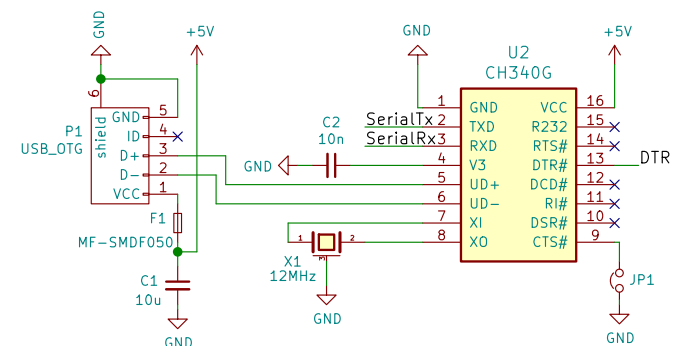 GND
+5V
GND
+5V
U2
CH340G
6
shield
P1
USB_OTG
GND 5
ID 4
D+ 3
D- 2
VCC 1
F1
MF-SMDF050
C1
10u
GND
C2
10n
GND
SerialTx
SerialRx
1 GND
2 TXD
3 RXD
4 V3
5 UD+
6 UD-
7 XI
8 XO
VCC 16
R232 15
RTS# 14
DTR# 13
DCD# 12
RI# 11
DSR# 10
CTS# 9
DTR
1 2
3
X1
12MHz
GND
JP1
GND